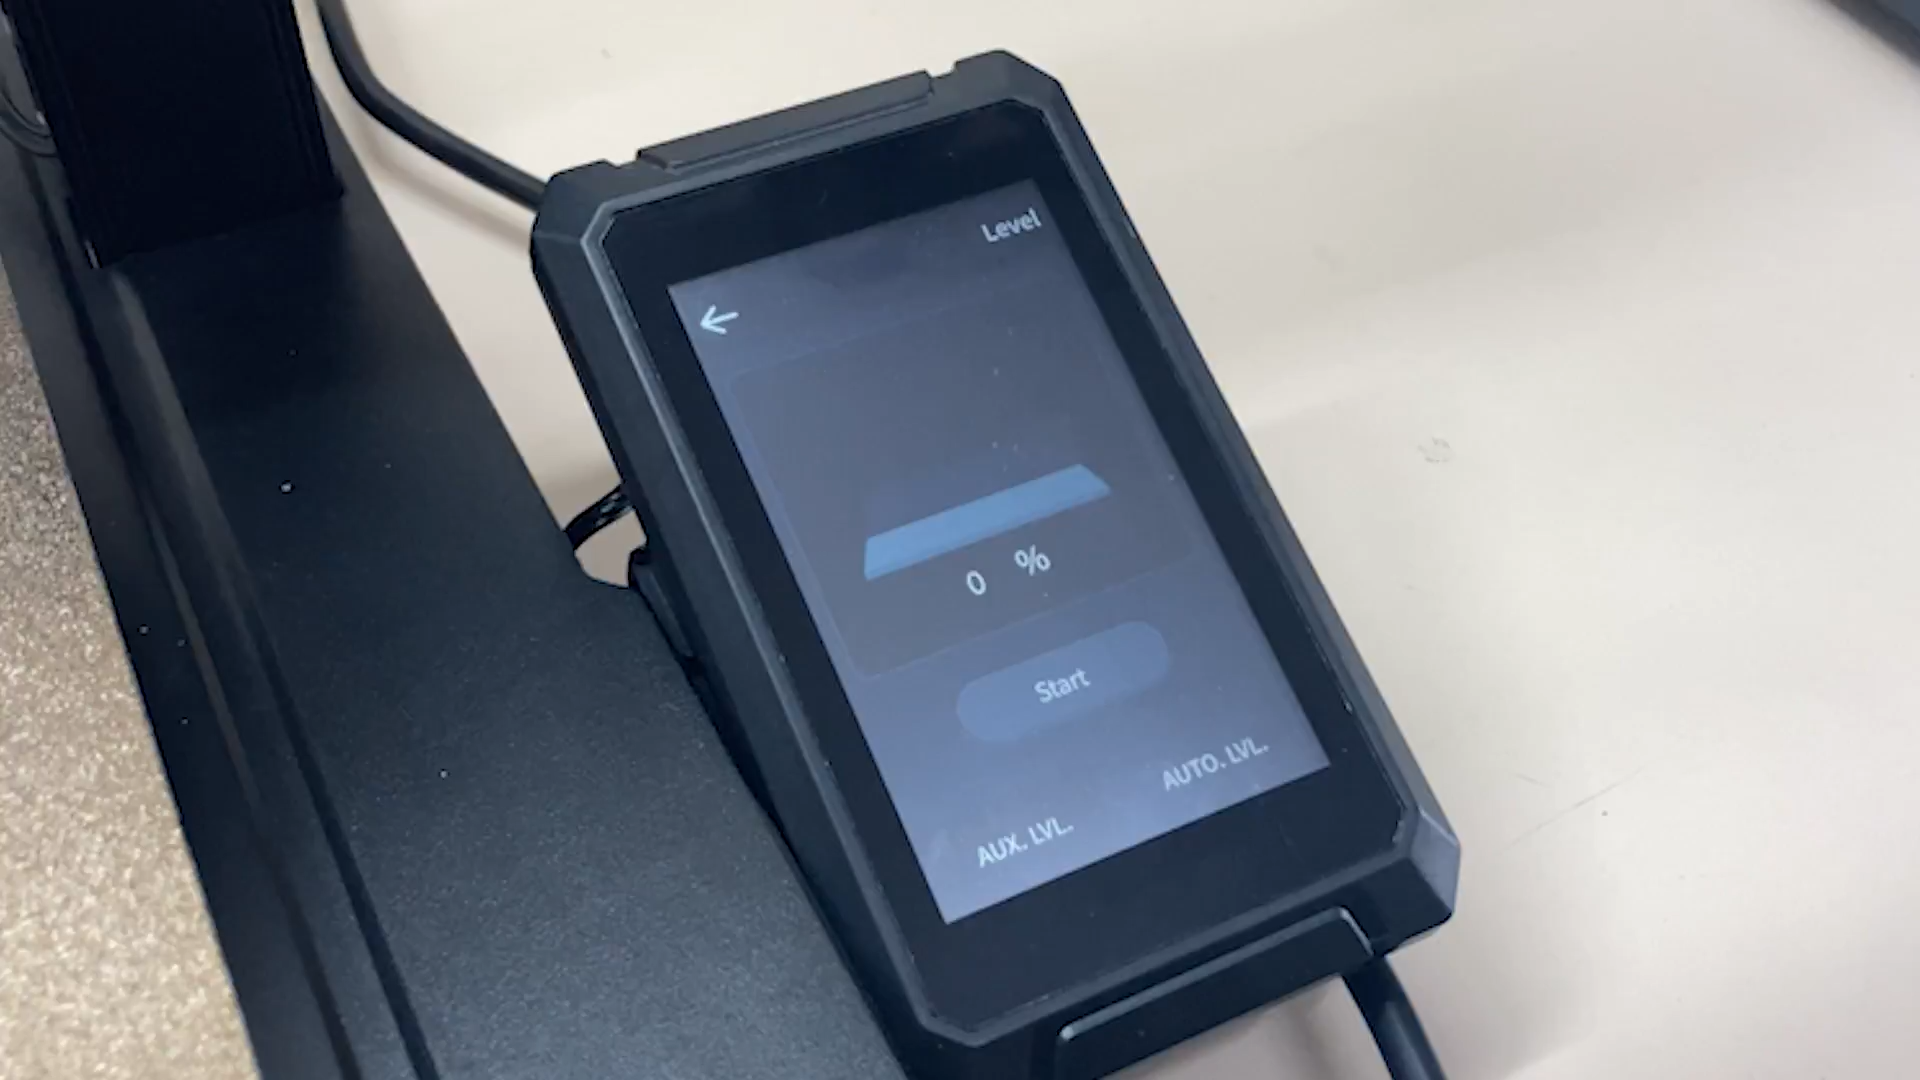 Level
0 %
Start
AUX. LVL.
AUTO. LVL.